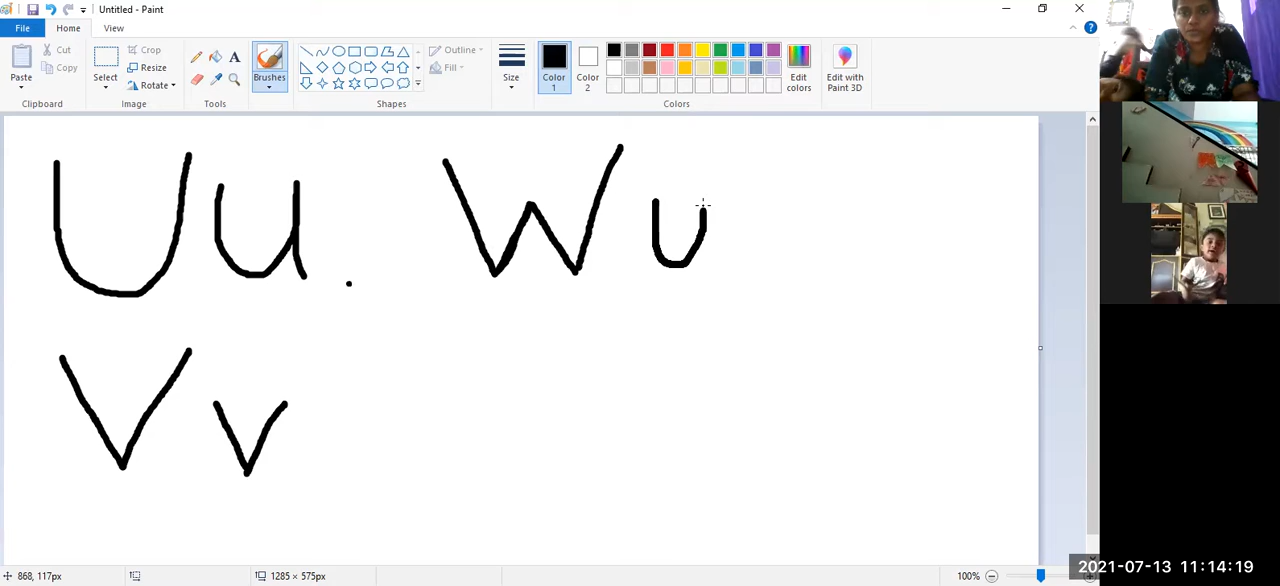 Untitled - Paint
File Home View
Paste Cut Copy Clipboard
Select Crop Resize Rotate Image
A Tools
Brushes
Shapes Outline Fill
Size
Color 1 Color 2 Colors Edit colors
Edit with Paint 3D
Uu. Wu
Vv
868, 117px 1285 × 575px 100%
2021-07-13 11:14:19